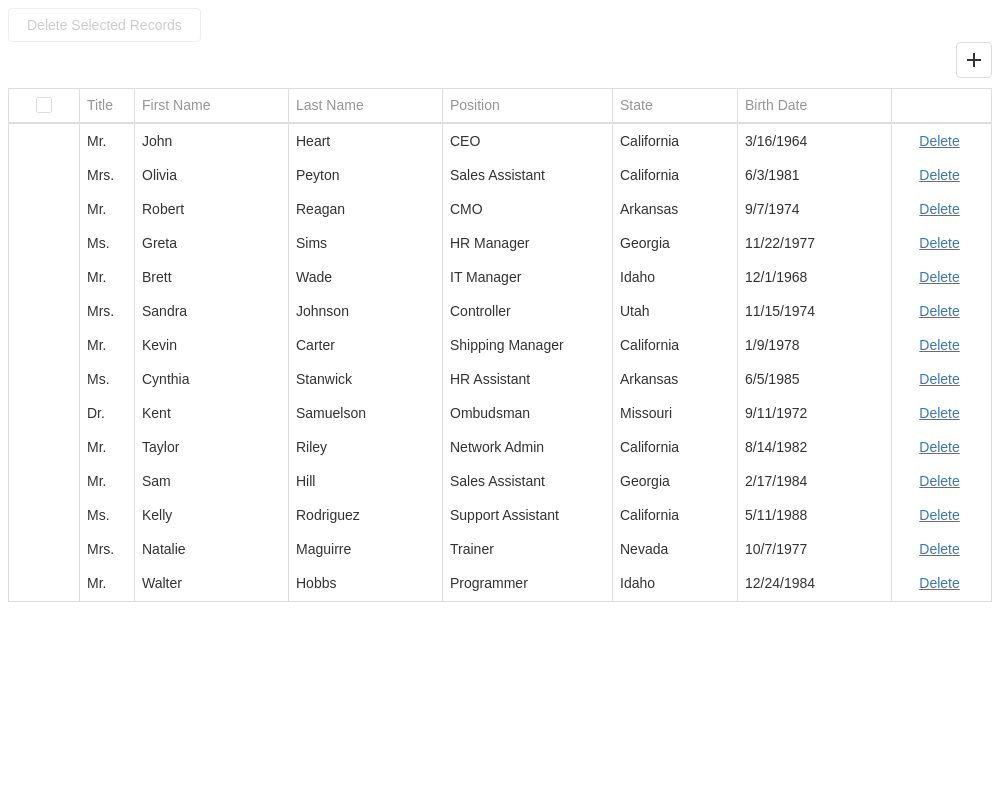 Delete Selected Records
Title First Name Last Name Position State Birth Date
Mr. John Heart CEO California 3/16/1964 Delete
Mrs. Olivia Peyton Sales Assistant California 6/3/1981 Delete
Mr. Robert Reagan CMO Arkansas 9/7/1974 Delete
Ms. Greta Sims HR Manager Georgia 11/22/1977 Delete
Mr. Brett Wade IT Manager Idaho 12/1/1968 Delete
Mrs. Sandra Johnson Controller Utah 11/15/1974 Delete
Mr. Kevin Carter Shipping Manager California 1/9/1978 Delete
Ms. Cynthia Stanwick HR Assistant Arkansas 6/5/1985 Delete
Dr. Kent Samuelson Ombudsman Missouri 9/11/1972 Delete
Mr. Taylor Riley Network Admin California 8/14/1982 Delete
Mr. Sam Hill Sales Assistant Georgia 2/17/1984 Delete
Ms. Kelly Rodriguez Support Assistant California 5/11/1988 Delete
Mrs. Natalie Maguirre Trainer Nevada 10/7/1977 Delete
Mr. Walter Hobbs Programmer Idaho 12/24/1984 Delete